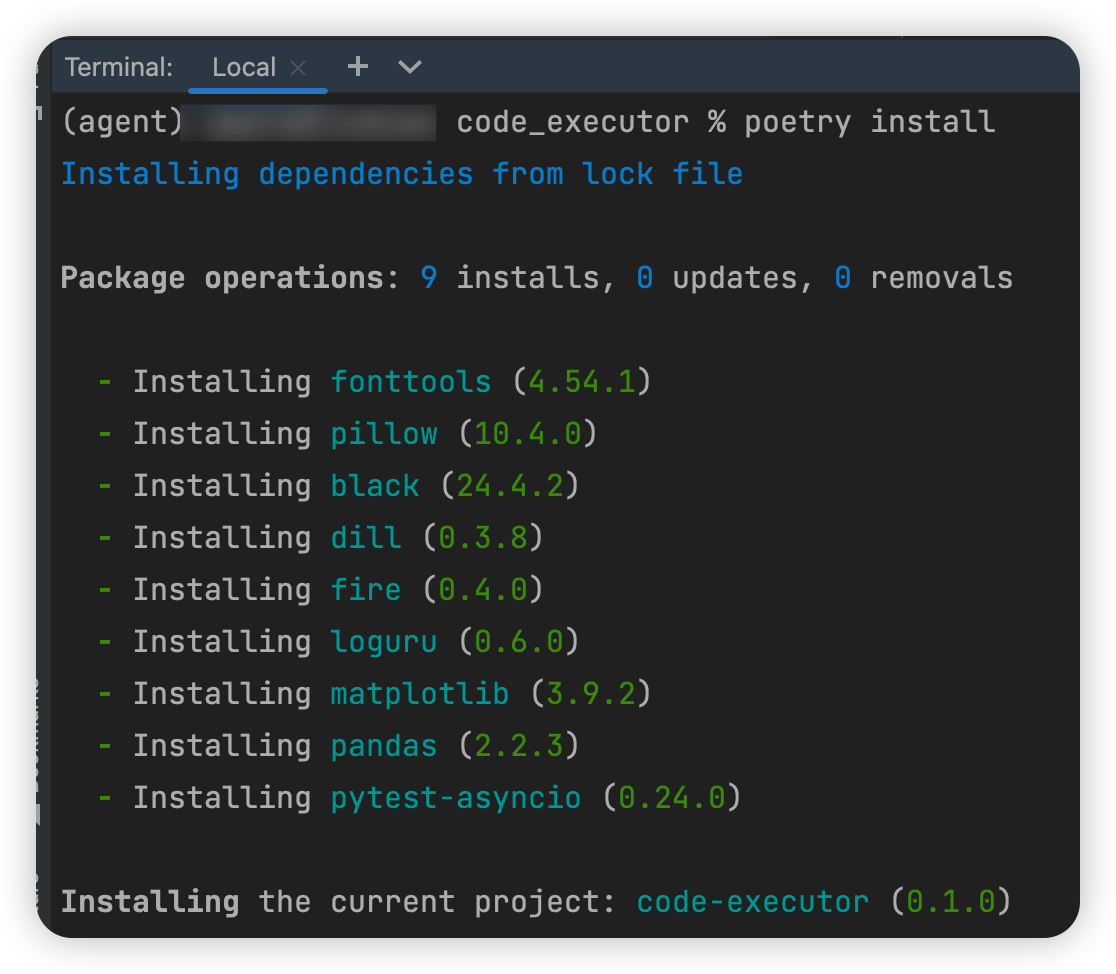 Terminal: Local × + 
(agent) code_executor % poetry install
Installing dependencies from lock file
Package operations: 9 installs, 0 updates, 0 removals
- Installing fonttools (4.54.1)
- Installing pillow (10.4.0)
- Installing black (24.4.2)
- Installing dill (0.3.8)
- Installing fire (0.4.0)
- Installing loguru (0.6.0)
- Installing matplotlib (3.9.2)
- Installing pandas (2.2.3)
- Installing pytest-asyncio (0.24.0)
Installing the current project: code-executor (0.1.0)